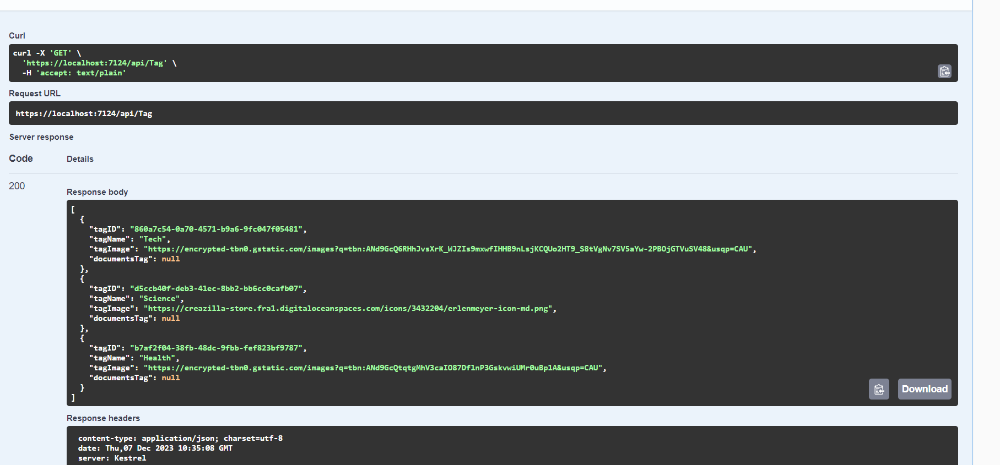 Curl
curl -X 'GET' \
  'https://localhost:7124/api/Tag' \
  -H 'accept: text/plain'
Request URL
https://localhost:7124/api/Tag
Server response
Code Details
200
Response body
[
  {
    "tagID": "860a7c54-0a70-4571-b9a6-9fc047f05481",
    "tagName": "Tech",
    "tagImage": "https://encrypted-tbn0.gstatic.com/images?q=tbn:ANd9GcQ6RHhJvsXrK_WJZIs9mxwfIHHB9nLsjKCQUo2HT9_S8tVgNv7SV5aYw-2PBOjGTVuSV48&usqp=CAU",
    "documentsTag": null
  },
  {
    "tagID": "d5ccb40f-deb3-41ec-8bb2-bb6cc0cafb07",
    "tagName": "Science",
    "tagImage": "https://creazilla-store.fra1.digitaloceanspaces.com/icons/3432204/erlenmeyer-icon-md.png",
    "documentsTag": null
  },
  {
    "tagID": "b7af2f04-38fb-48dc-9fbb-fef823bf9787",
    "tagName": "Health",
    "tagImage": "https://encrypted-tbn0.gstatic.com/images?q=tbn:ANd9GcQtqtgMhV3caIO87DflnP3GskvwiUMr0uBp1A&usqp=CAU",
    "documentsTag": null
  }
]
Download
Response headers
content-type: application/json; charset=utf-8
date: Thu,07 Dec 2023 10:35:08 GMT
server: Kestrel